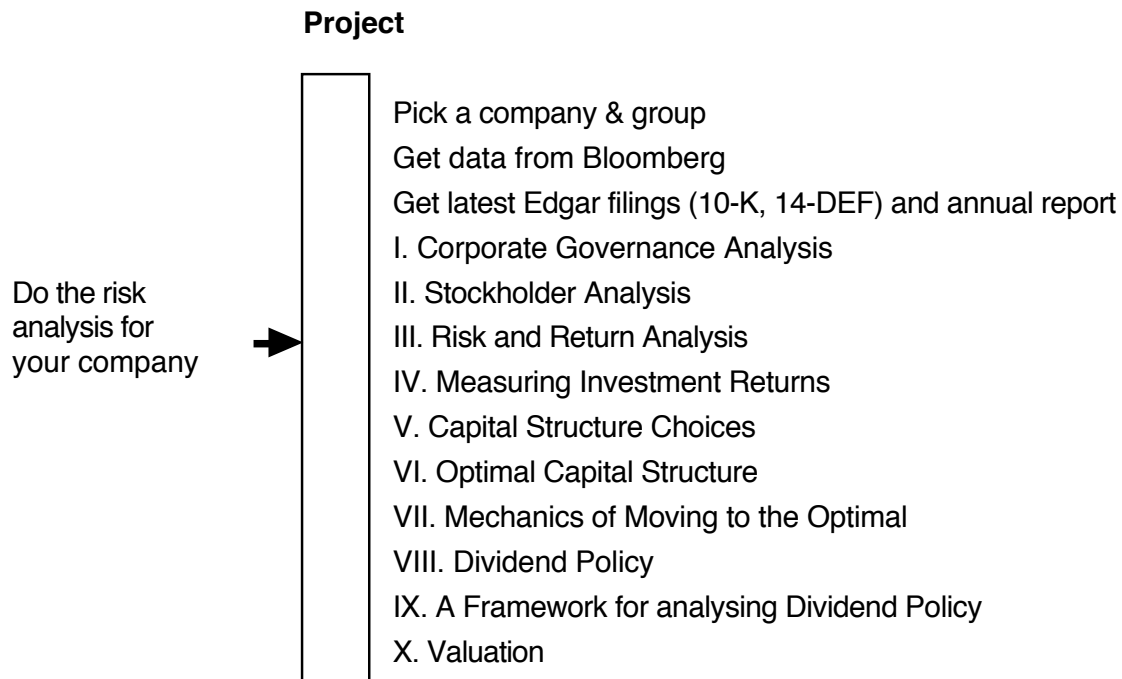 Project
Pick a company & group
Get data from Bloomberg
Get latest Edgar filings (10-K, 14-DEF) and annual report
I. Corporate Governance Analysis
II. Stockholder Analysis
III. Risk and Return Analysis
IV. Measuring Investment Returns
V. Capital Structure Choices
VI. Optimal Capital Structure
VII. Mechanics of Moving to the Optimal
VIII. Dividend Policy
IX. A Framework for analysing Dividend Policy
X. Valuation
Do the risk
analysis for
your company